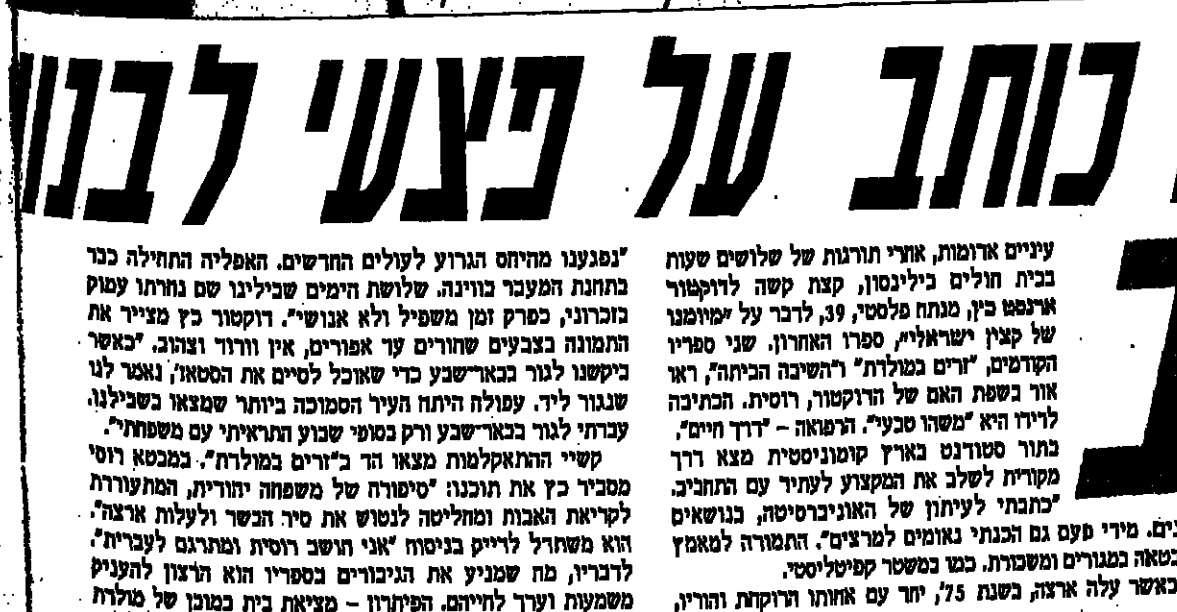 כותב על פצעי לבנו
עיניים אדומות, אחרי תורנות של שלושים שעות
בבית חולים בילינסון, קצת קשה לדוקטור
ארנסט כץ, מנתח פלסטי, 39, לדבר על "מיומנו
של קצין ישראלי", ספרו האחרון. שני ספריו
הקודמים, "זרים במולדת" ו"השיבה הביתה", ראו
אור בשפת האם של הדוקטור, רוסית. הכתיבה
לדידו היא "משהו טבעי". הרפואה – "דרך חיים".
בתור סטודנט בארץ קומוניסטית מצא דרך
מקורית לשלב את המקצוע לעתיד עם התחביב.
"כתבתי לעיתון של האוניברסיטה, בנושאים
מידי פעם גם הכנתי נאומים למרצים". התמורה למאמץ
במגורים ומשכורת. כמו במשטר קפיטליסטי.
כאשר עלה ארצה, בשנת 75', יחד עם אחותו הרוקחת והוריו,
"נפגענו מהיחס הגרוע לעולים החדשים. האפליה התחילה כבר
בתחנת המעבר בווינה. שלושת הימים שבילינו שם נחרתו עמוק
בזכרוני, כפרק זמן משפיל ולא אנושי". דוקטור כץ מצייר את
התמונה בצבעים שחורים עד אפורים, אין וורוד וצהוב. "כאשר
ביקשנו לגור בבאר־שבע כדי שאוכל לסיים את הסטאז', נאמר לנו
שנגור ליד. עפולה היתה העיר הסמוכה ביותר שמצאו בשבילנו.
עברתי לגור בבאר־שבע ורק בסופי שבוע התראיתי עם משפחתי".
קשיי ההתאקלמות מצאו הד ב"זרים במולדת". במבטא רוסי
מסביר כץ את תוכנו: "סיפורה של משפחה יהודית, המתעוררת
לקריאת האבות ומחליטה לנטוש את סיר הבשר ולעלות ארצה".
הוא משתדל לדייק בניסוח "אני חושב רוסית ומתרגם לעברית".
לדבריו, מה שמניע את הגיבורים בספריו הוא הרצון להעניק
משמעות וערך לחייהם. הפיתרון – מציאת בית במובן של מולדת